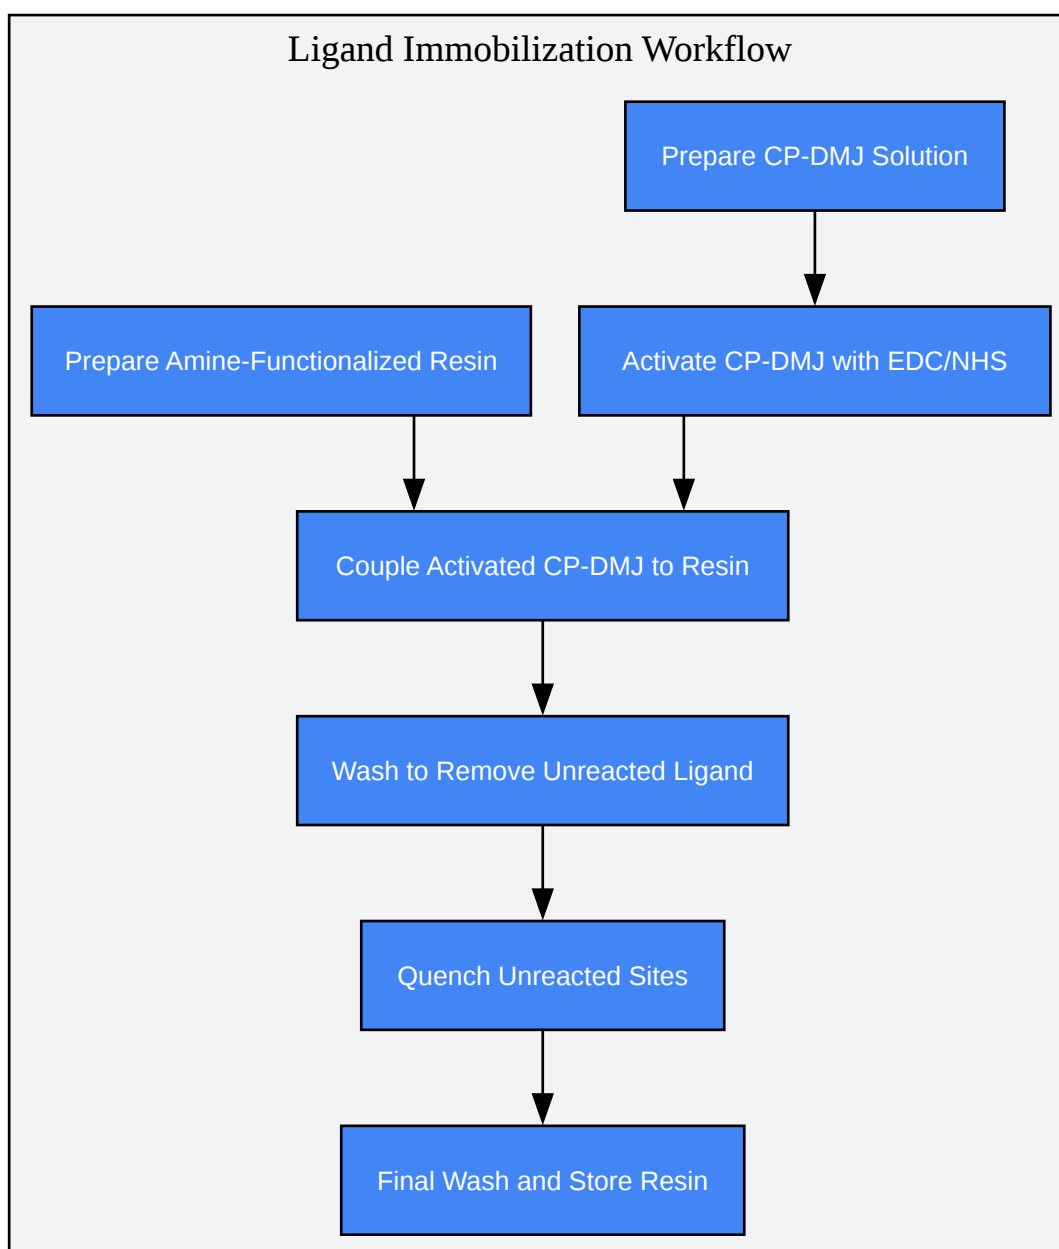 Ligand Immobilization Workflow
Prepare CP-DMJ Solution
Prepare Amine-Functionalized Resin
Activate CP-DMJ with EDC/NHS
Couple Activated CP-DMJ to Resin
Wash to Remove Unreacted Ligand
Quench Unreacted Sites
Final Wash and Store Resin